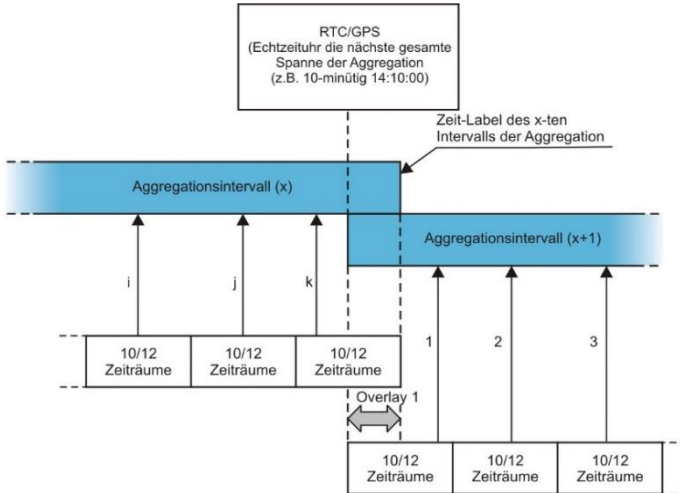 RTC/GPS
(Echtzeituhr die nächste gesamte
Spanne der Aggregation
(z.B. 10-minütig 14:10:00)
Zeit-Label des x-ten
Intervalls der Aggregation
Aggregationsintervall (x)
Aggregationsintervall (x+1)
i
j
k
1
2
3
10/12
Zeiträume
10/12
Zeiträume
10/12
Zeiträume
Overlay 1
10/12
Zeiträume
10/12
Zeiträume
10/12
Zeiträume